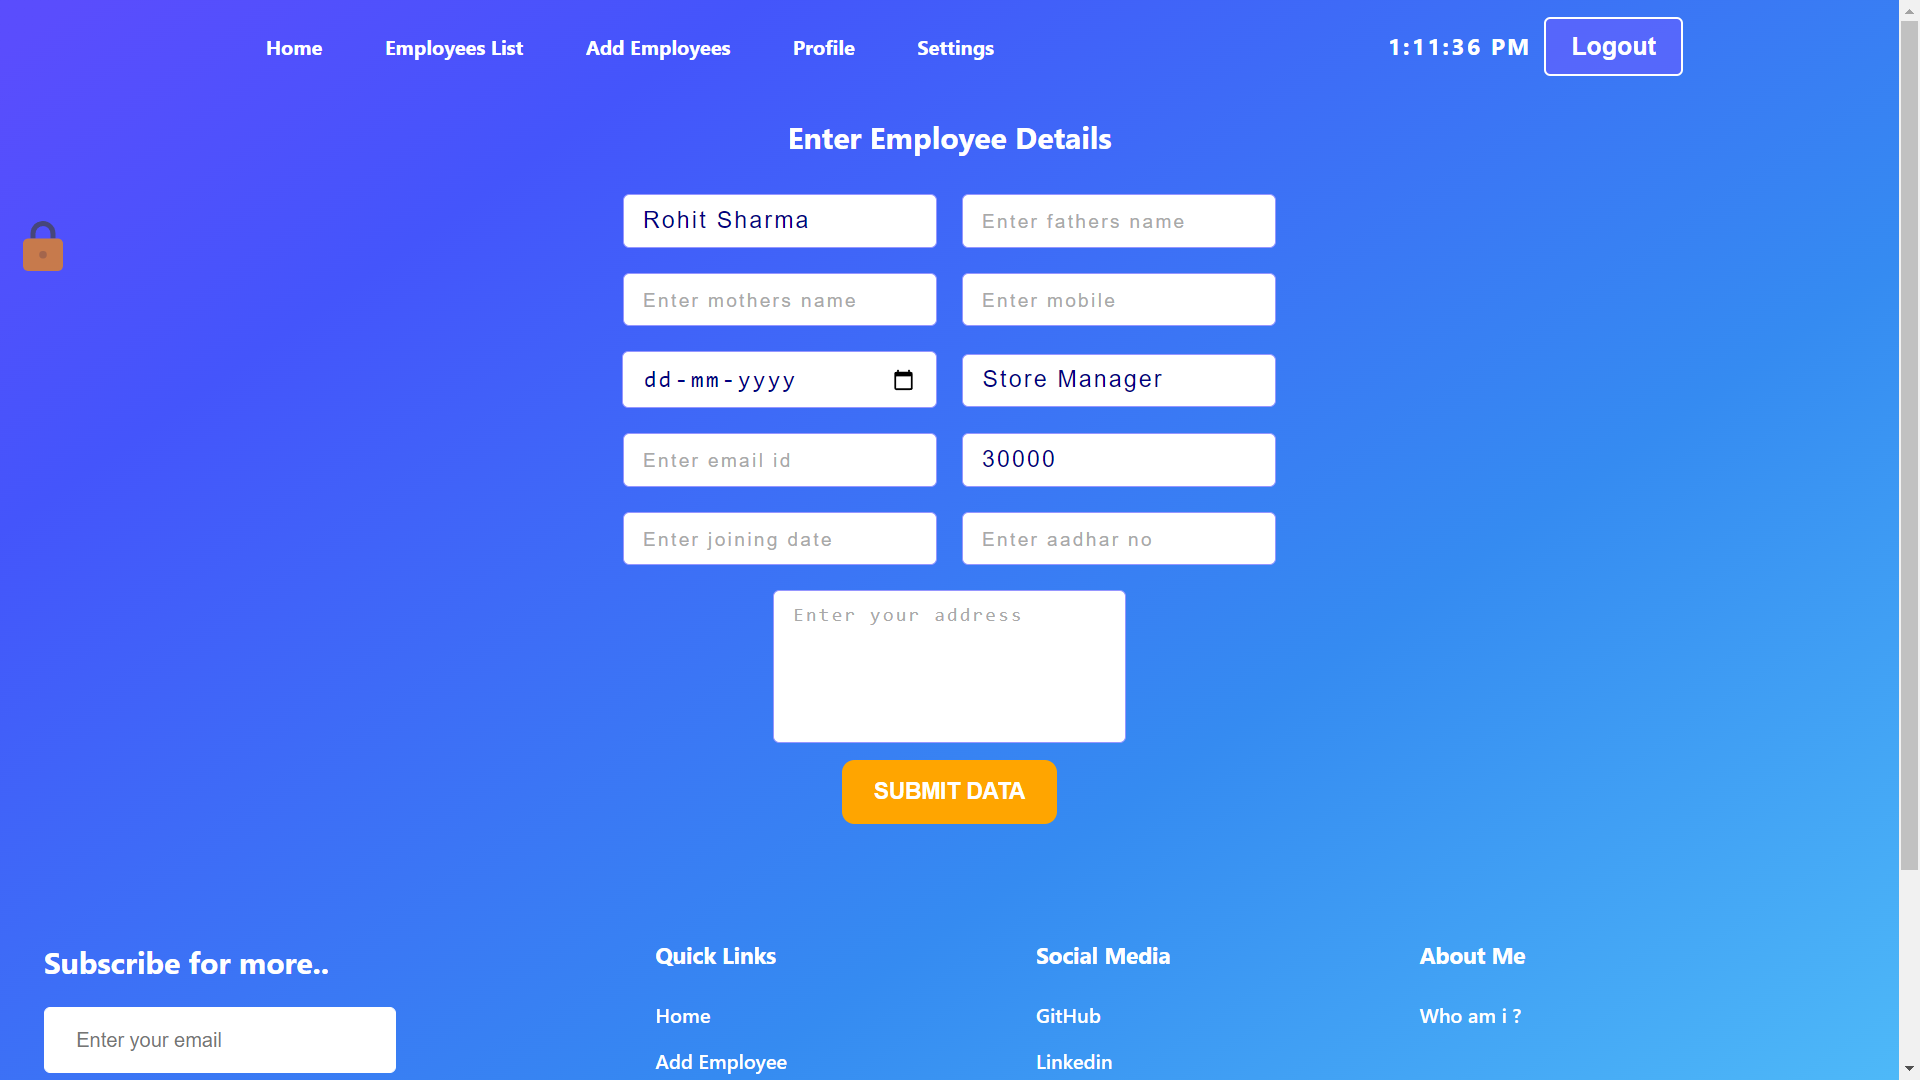 Home Employees List Add Employees Profile Settings 1:11:36 PM Logout
Enter Employee Details
Rohit Sharma Enter fathers name
Enter mothers name Enter mobile
dd-mm-yyyy Store Manager
Enter email id 30000
Enter joining date Enter aadhar no
Enter your address
SUBMIT DATA
Subscribe for more.. Quick Links Social Media About Me
Enter your email Home GitHub Who am i ?
Add Employee Linkedin